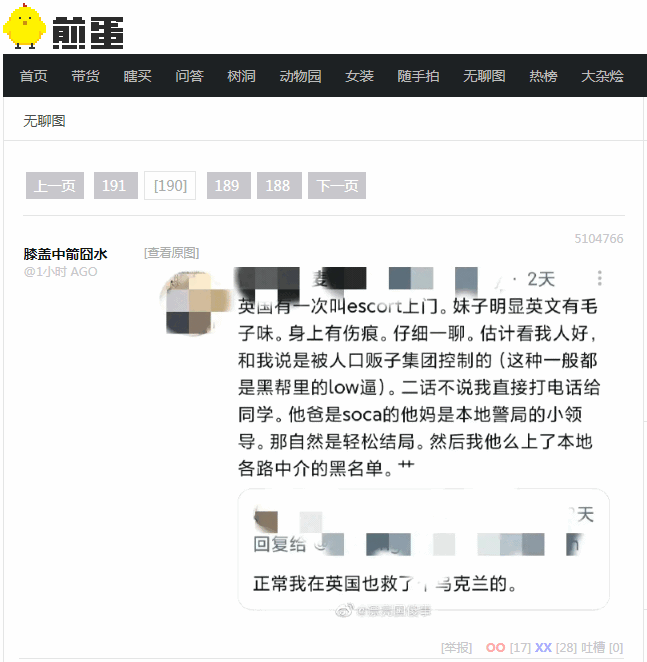 煎蛋
首页 带货 瞎买 问答 树洞 动物园 女装 随手拍 无聊图 热榜 大杂烩
无聊图
上一页 191 [190] 189 188 下一页
5104766
膝盖中箭囧水 [查看原图]
@1小时 AGO
· 2天
英国有一次叫escort上门。妹子明显英文有毛
子味。身上有伤痕。仔细一聊。估计看我人好，
和我说是被人口贩子集团控制的（这种一般都
是黑帮里的low逼）。二话不说我直接打电话给
同学。他爸是soca的他妈是本地警局的小领
导。那自然是轻松结局。然后我他么上了本地
各路中介的黑名单。艹
天
回复给
正常我在英国也救了个乌克兰的。
[举报] OO [17] XX [28] 吐槽 [0]